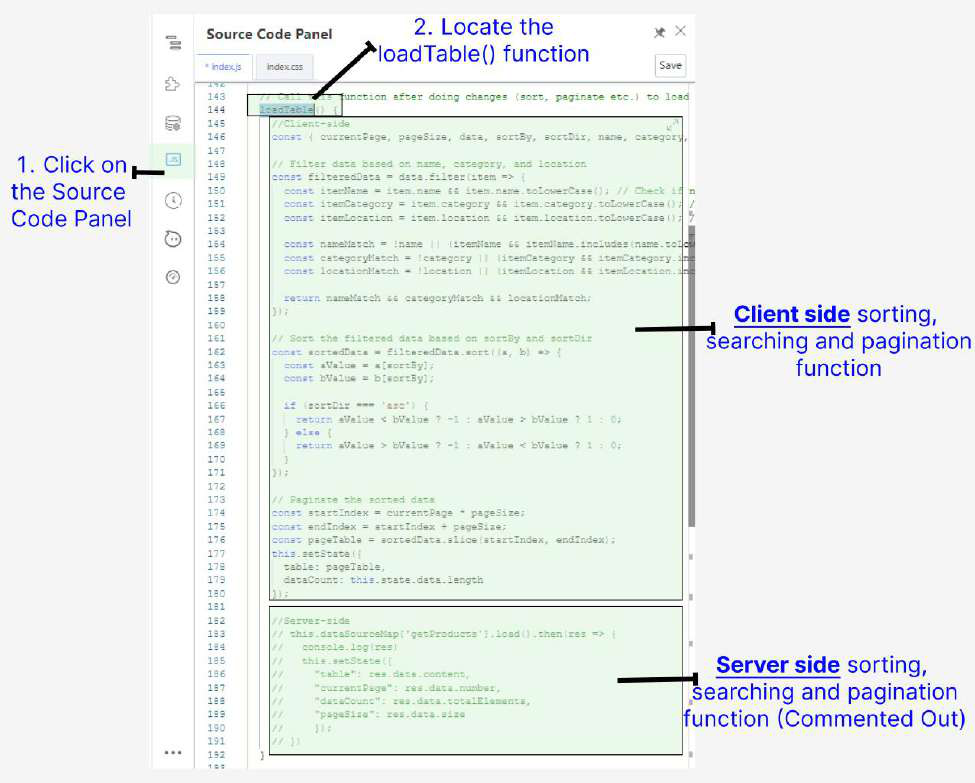 2. Locate the
loadTable() function
1. Click on
the Source
Code Panel
Source Code Panel
* Index.js
Index.css
Save
142
143 // Call this function after doing changes (sort, paginate etc.) to load
144 loadTable() {
145 //Client-side
146 const { currentPage, pageSize, data, sortBy, sortDir, name, category,
147
148 // Filter data based on name, category, and location
149 const filteredData = data.filter(item => {
150 const itemName = item.name && item.name.toLowerCase(); // Check if n
151 const itemCategory = item.category && item.category.toLowerCase(); /
152 const itemLocation = item.location && item.location.toLowerCase(); /
153
154 const nameMatch = !name || (itemName && itemName.includes(name.toLow
155 const categoryMatch = !category || (itemCategory && itemCategory.inc
156 const locationMatch = !location || (itemLocation && itemLocation.inc
157
158 return nameMatch && categoryMatch && locationMatch;
159 });
160
161 // Sort the filtered data based on sortBy and sortDir
162 const sortedData = filteredData.sort((a, b) => {
163 const aValue = a[sortBy];
164 const bValue = b[sortBy];
165
166 if (sortDir === 'asc') {
167 return aValue < bValue ? -1 : aValue > bValue ? 1 : 0;
168 } else {
169 return aValue > bValue ? -1 : aValue < bValue ? 1 : 0;
170 }
171 });
172
173 // Paginate the sorted data
174 const startIndex = currentPage * pageSize;
175 const endIndex = startIndex + pageSize;
176 const pageTable = sortedData.slice(startIndex, endIndex);
177 this.setState({
178 table: pageTable,
179 dataCount: this.state.data.length
180 });
181
182 //Server-side
183 // this.dataSourceMap['getProducts'].load().then(res => {
184 // console.log(res)
185 // this.setState({
186 // "table": res.data.content,
187 // "currentPage": res.data.number,
188 // "dataCount": res.data.totalElements,
189 // "pageSize": res.data.size
190 // });
191 // })
192 }
193
Client side sorting,
searching and pagination
function
Server side sorting,
searching and pagination
function (Commented Out)